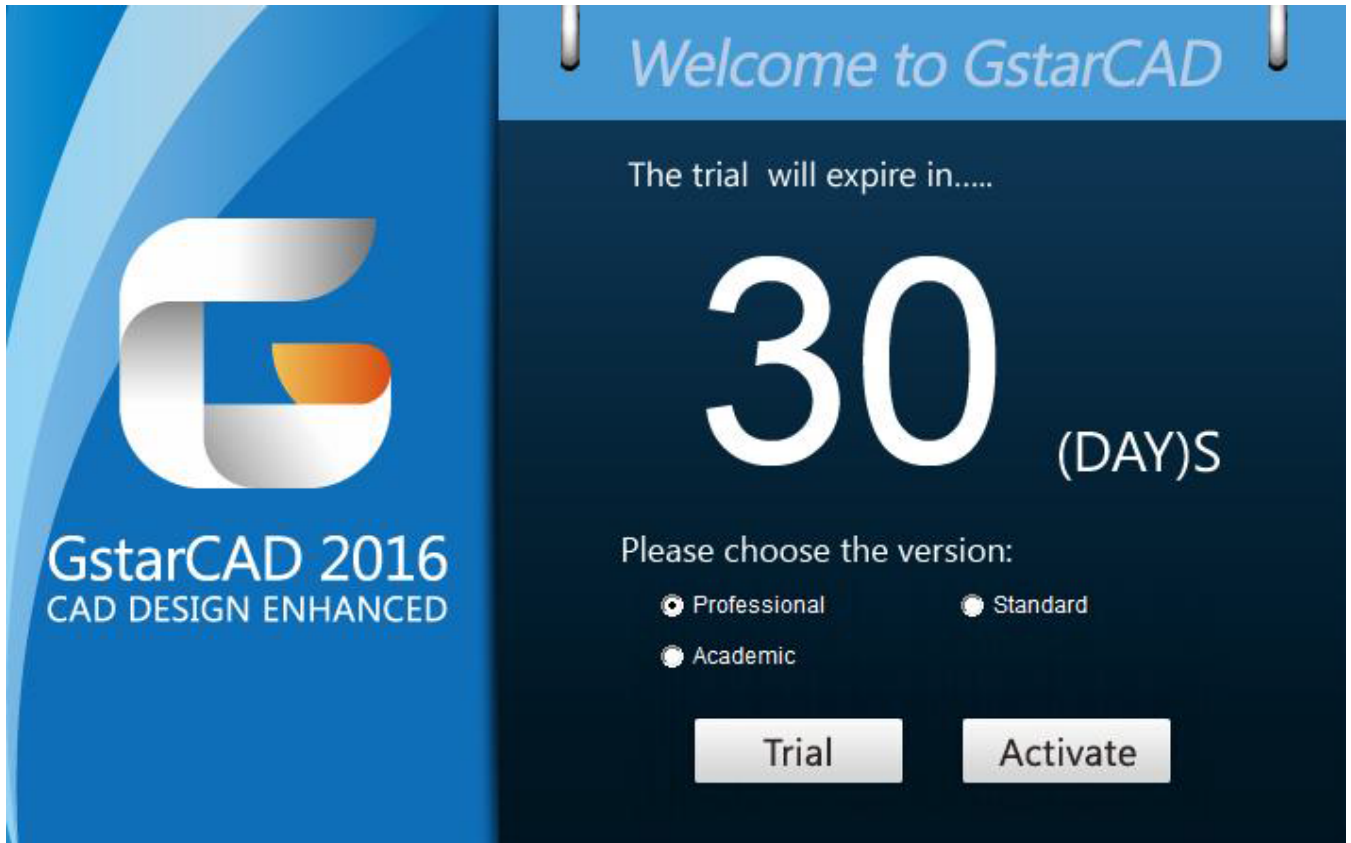 GstarCAD 2016
CAD DESIGN ENHANCED
Welcome to GstarCAD
The trial  will expire in.....
30
(DAY)S
Please choose the version:
Professional
Standard
Academic
Trial
Activate